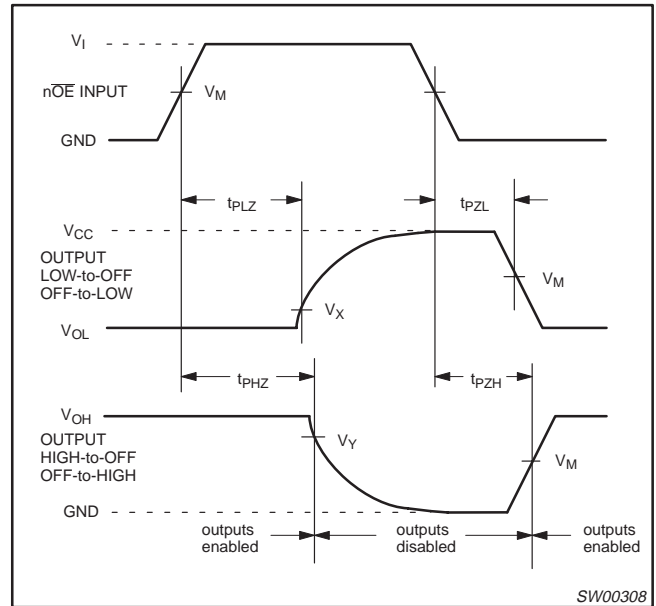 VI
nOE INPUT
VM
GND
tPLZ
tPZL
VCC
OUTPUT
LOW-to-OFF
OFF-to-LOW
VM
VX
VOL
tPHZ
tPZH
VOH
OUTPUT
HIGH-to-OFF
OFF-to-HIGH
VY
VM
GND
outputs
enabled
outputs
disabled
outputs
enabled
SW00308